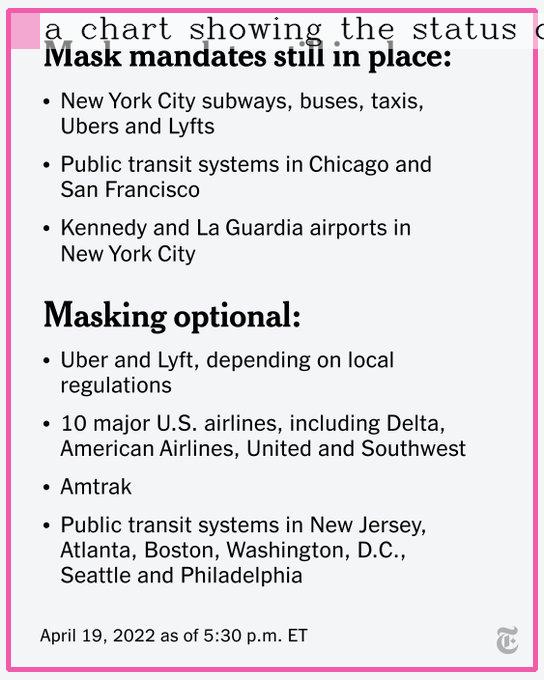 a chart showing the status
Mask mandates still in place:
• New York City subways, buses, taxis,
Ubers and Lyfts
• Public transit systems in Chicago and
San Francisco
• Kennedy and La Guardia airports in
New York City
Masking optional:
• Uber and Lyft, depending on local
regulations
• 10 major U.S. airlines, including Delta,
American Airlines, United and Southwest
• Amtrak
• Public transit systems in New Jersey,
Atlanta, Boston, Washington, D.C.,
Seattle and Philadelphia
April 19, 2022 as of 5:30 p.m. ET
T